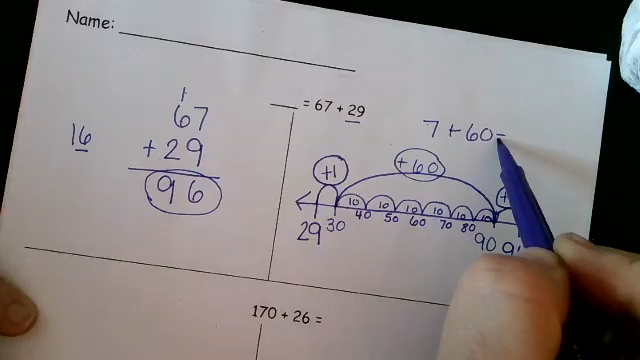 Name:
1
67
16
+ 29
96
= 67 + 29
7 + 60 =
+1
+60
10 10 10 10 10 10
29 30 40 50 60 70 80 90
170 + 26 =